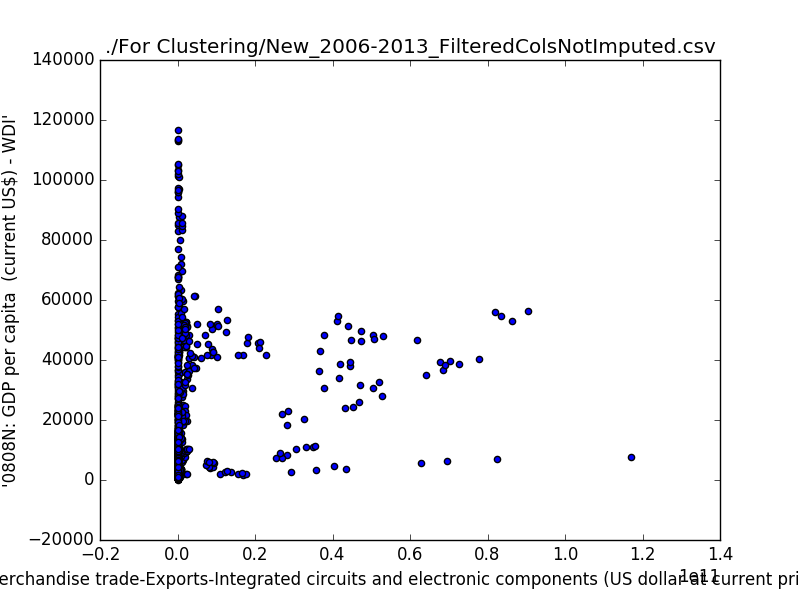 ./For Clustering/New_2006-2013_FilteredColsNotImputed.csv
140000
120000
100000
80000
60000
40000
20000
0
−20000
'0808N: GDP per capita (current US$) - WDI'
−0.2 0.0 0.2 0.4 0.6 0.8 1.0 1.2 1.4
1e11
erchandise trade-Exports-Integrated circuits and electronic components (US dollar at current pri